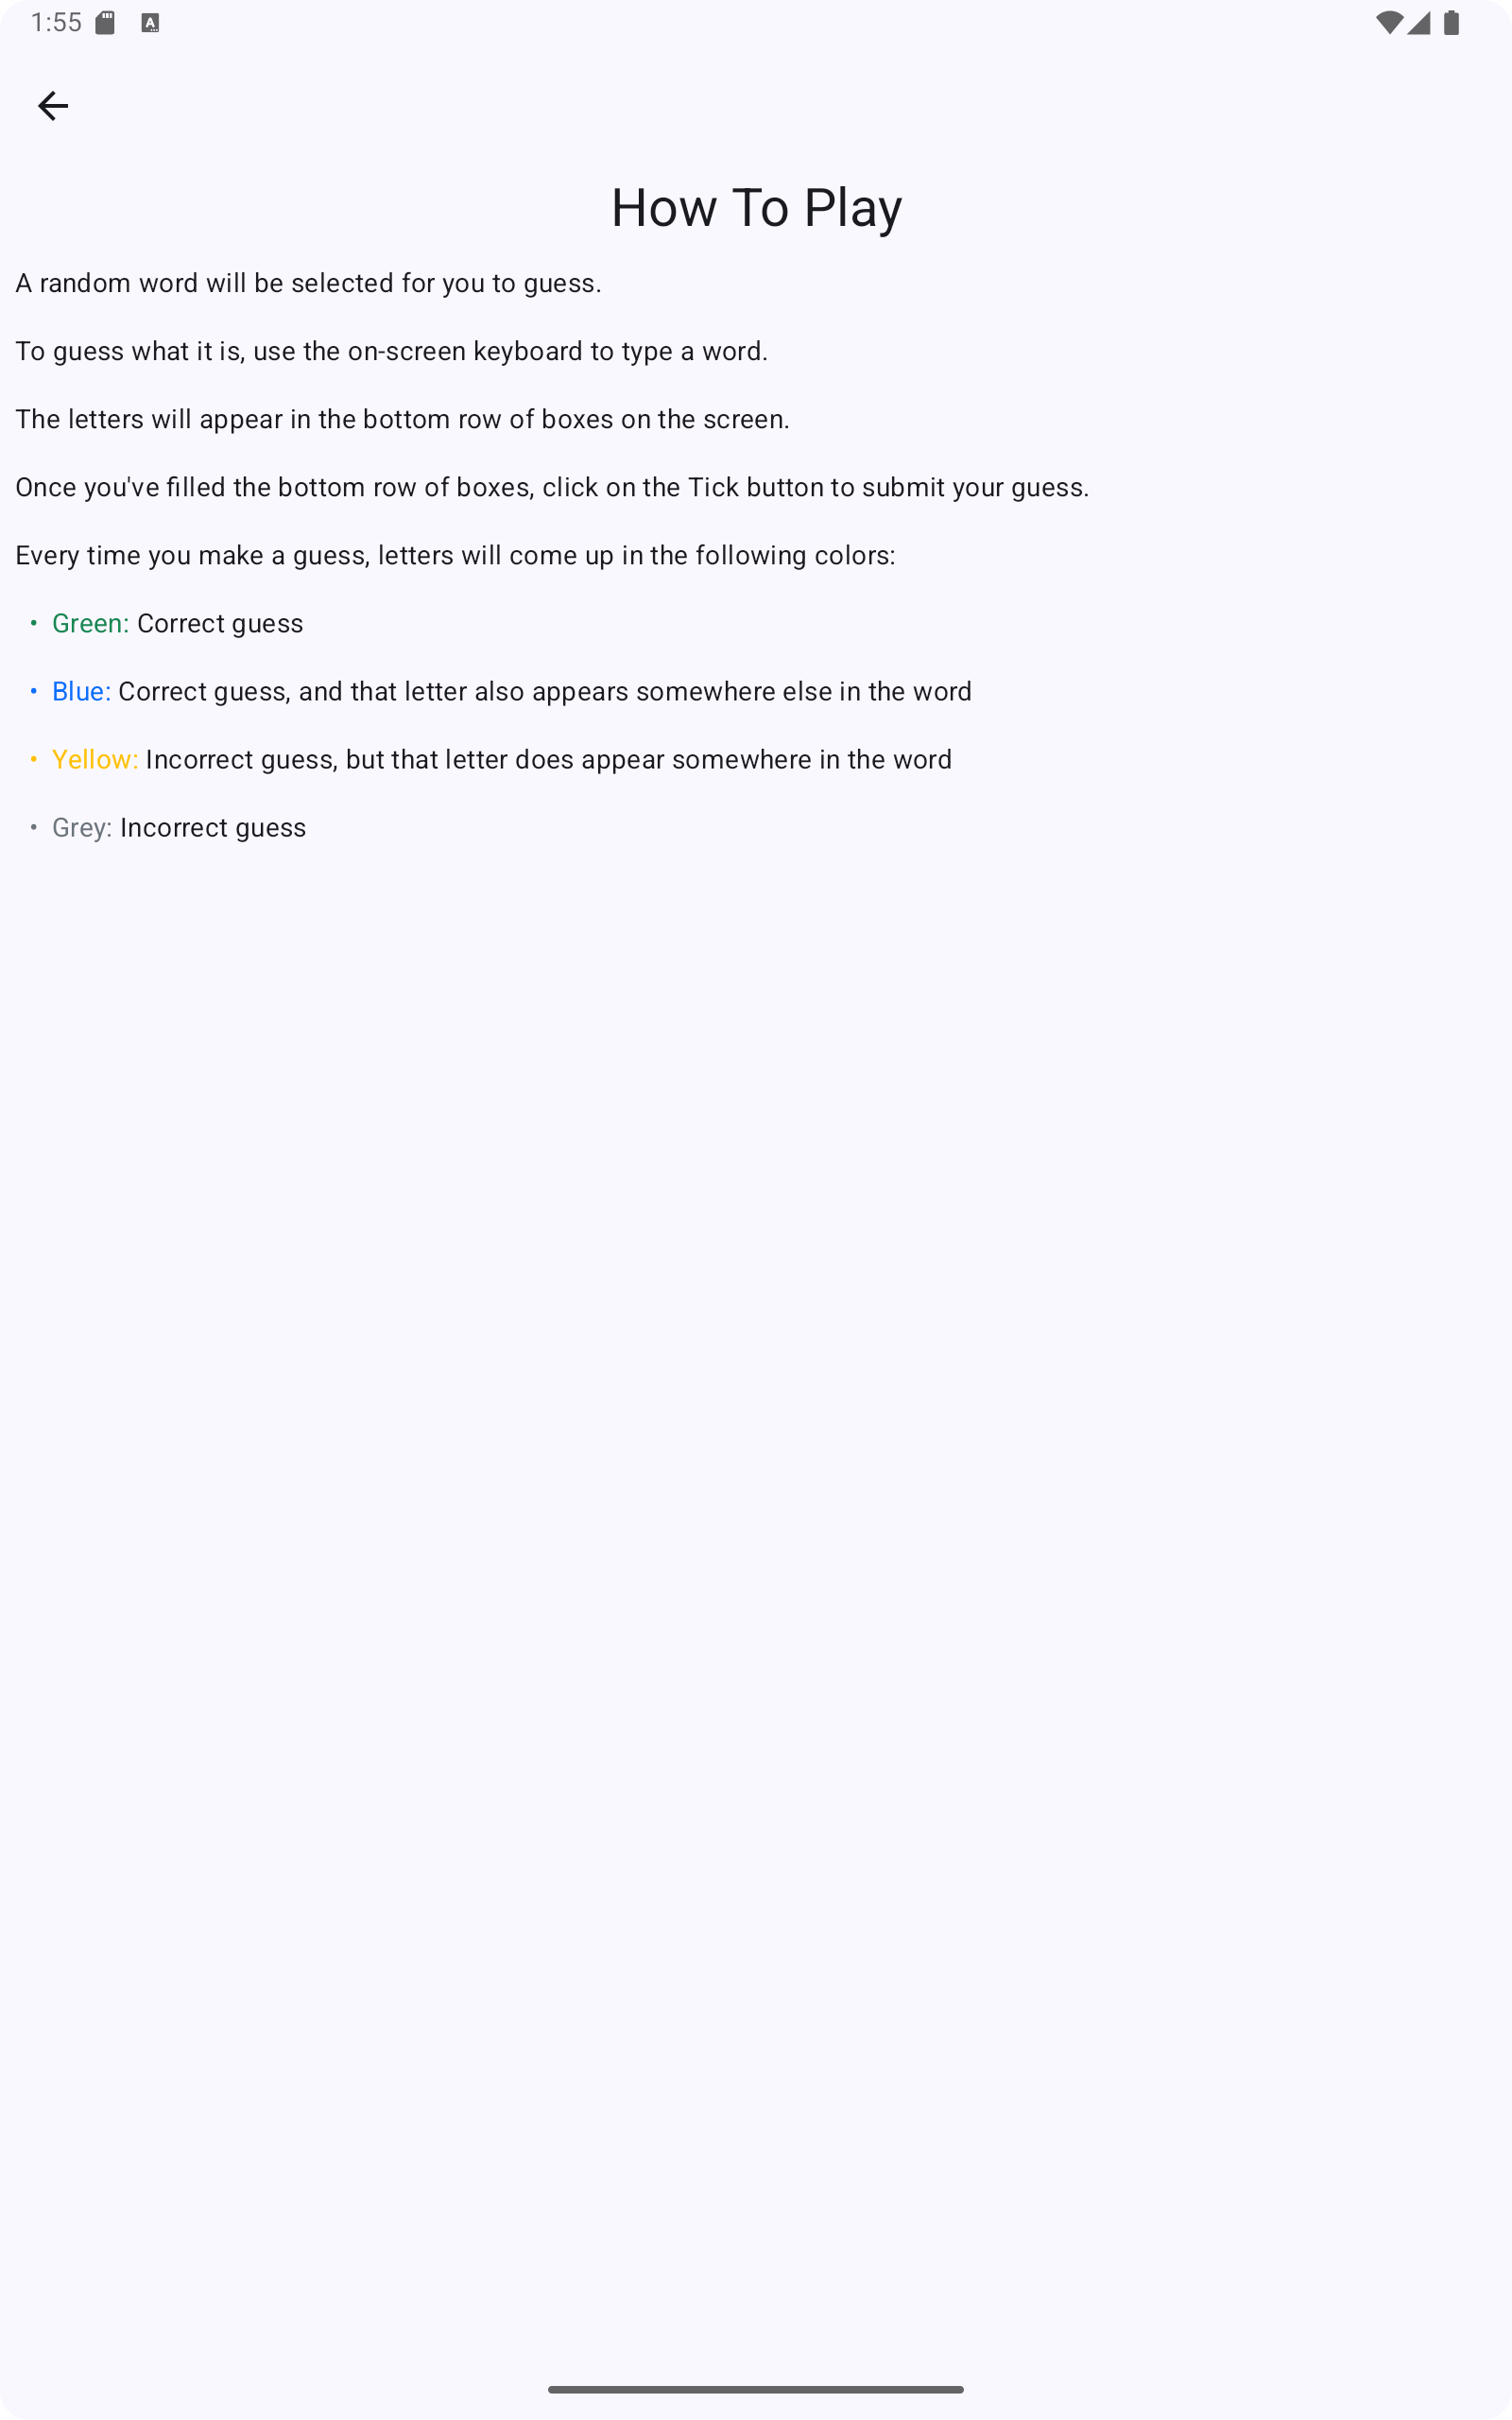 1:55
How To Play
A random word will be selected for you to guess.
To guess what it is, use the on-screen keyboard to type a word.
The letters will appear in the bottom row of boxes on the screen.
Once you've filled the bottom row of boxes, click on the Tick button to submit your guess.
Every time you make a guess, letters will come up in the following colors:
• Green: Correct guess
• Blue: Correct guess, and that letter also appears somewhere else in the word
• Yellow: Incorrect guess, but that letter does appear somewhere in the word
• Grey: Incorrect guess